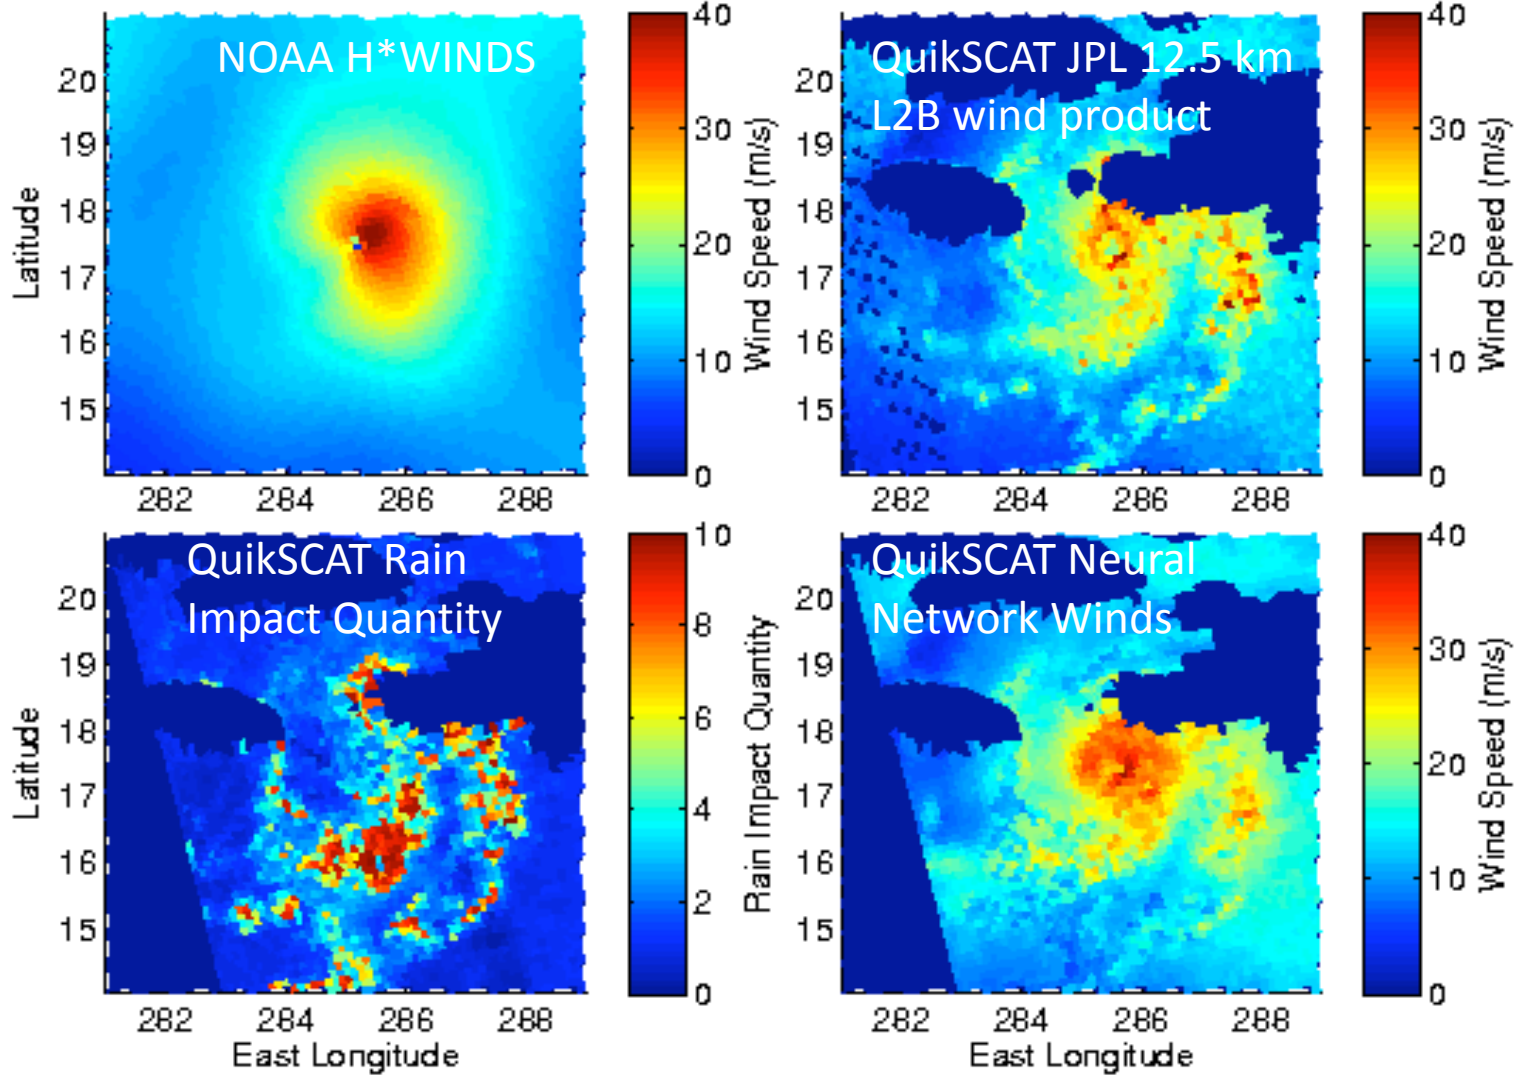 NOAA H*WINDS
20
19
18
17
16
15
Latitude
282 284 286 288
40
30
20
10
0
Wind Speed (m/s)
QuikSCAT JPL 12.5 km
L2B wind product
20
19
18
17
16
15
282 284 286 288
40
30
20
10
0
Wind Speed (m/s)
QuikSCAT Rain
Impact Quantity
20
19
18
17
16
15
Latitude
282 284 286 288
East Longitude
10
8
6
4
2
0
Rain Impact Quantity
QuikSCAT Neural
Network Winds
20
19
18
17
16
15
282 284 286 288
East Longitude
40
30
20
10
0
Wind Speed (m/s)